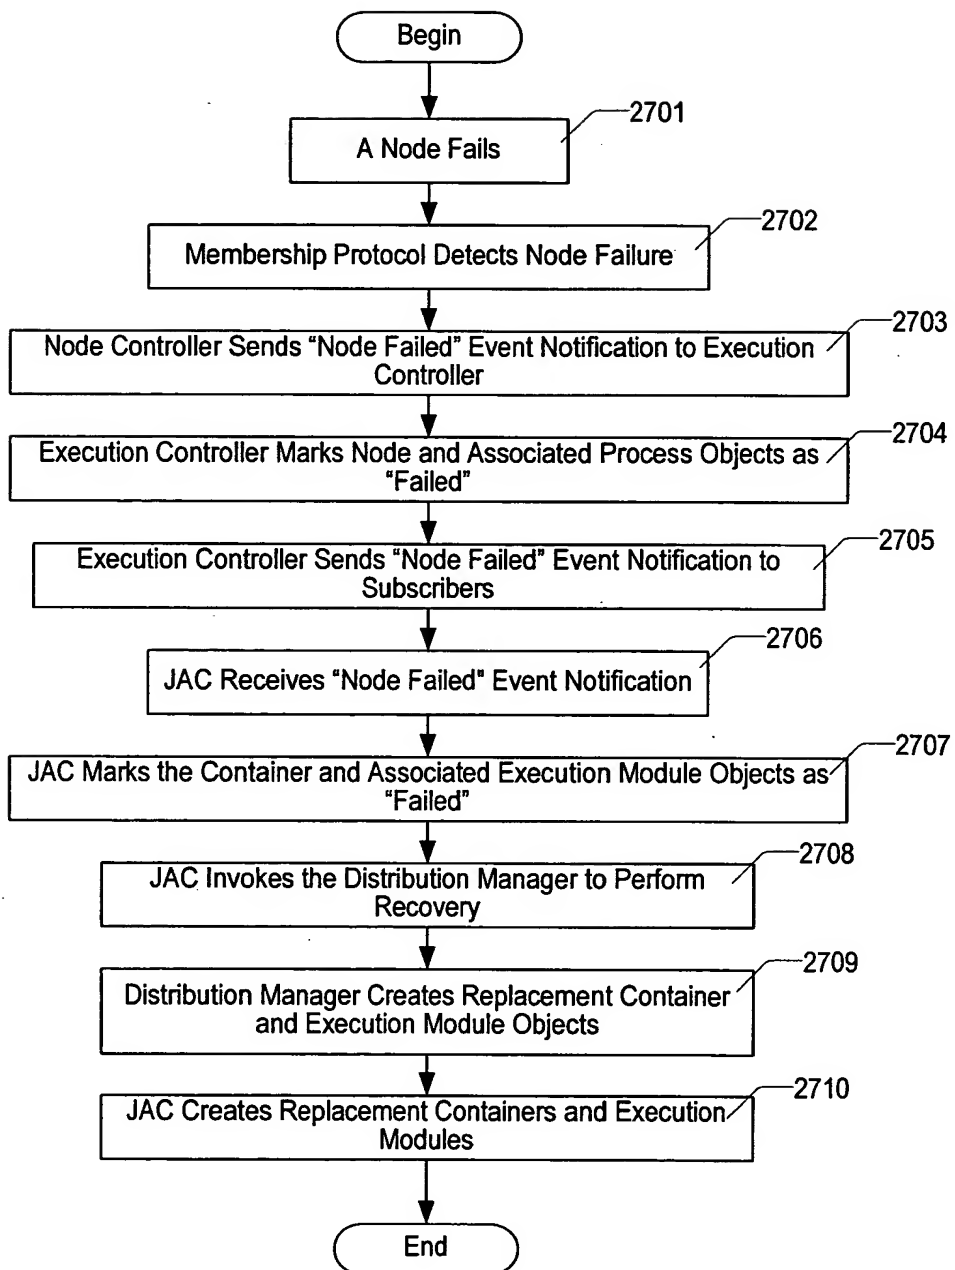 Begin
2701
A Node Fails
2702
Membership Protocol Detects Node Failure
2703
Node Controller Sends "Node Failed" Event Notification to Execution
Controller
2704
Execution Controller Marks Node and Associated Process Objects as
"Failed"
2705
Execution Controller Sends "Node Failed" Event Notification to
Subscribers
2706
JAC Receives "Node Failed" Event Notification
2707
JAC Marks the Container and Associated Execution Module Objects as
"Failed"
2708
JAC Invokes the Distribution Manager to Perform
Recovery
2709
Distribution Manager Creates Replacement Container
and Execution Module Objects
2710
JAC Creates Replacement Containers and Execution
Modules
End